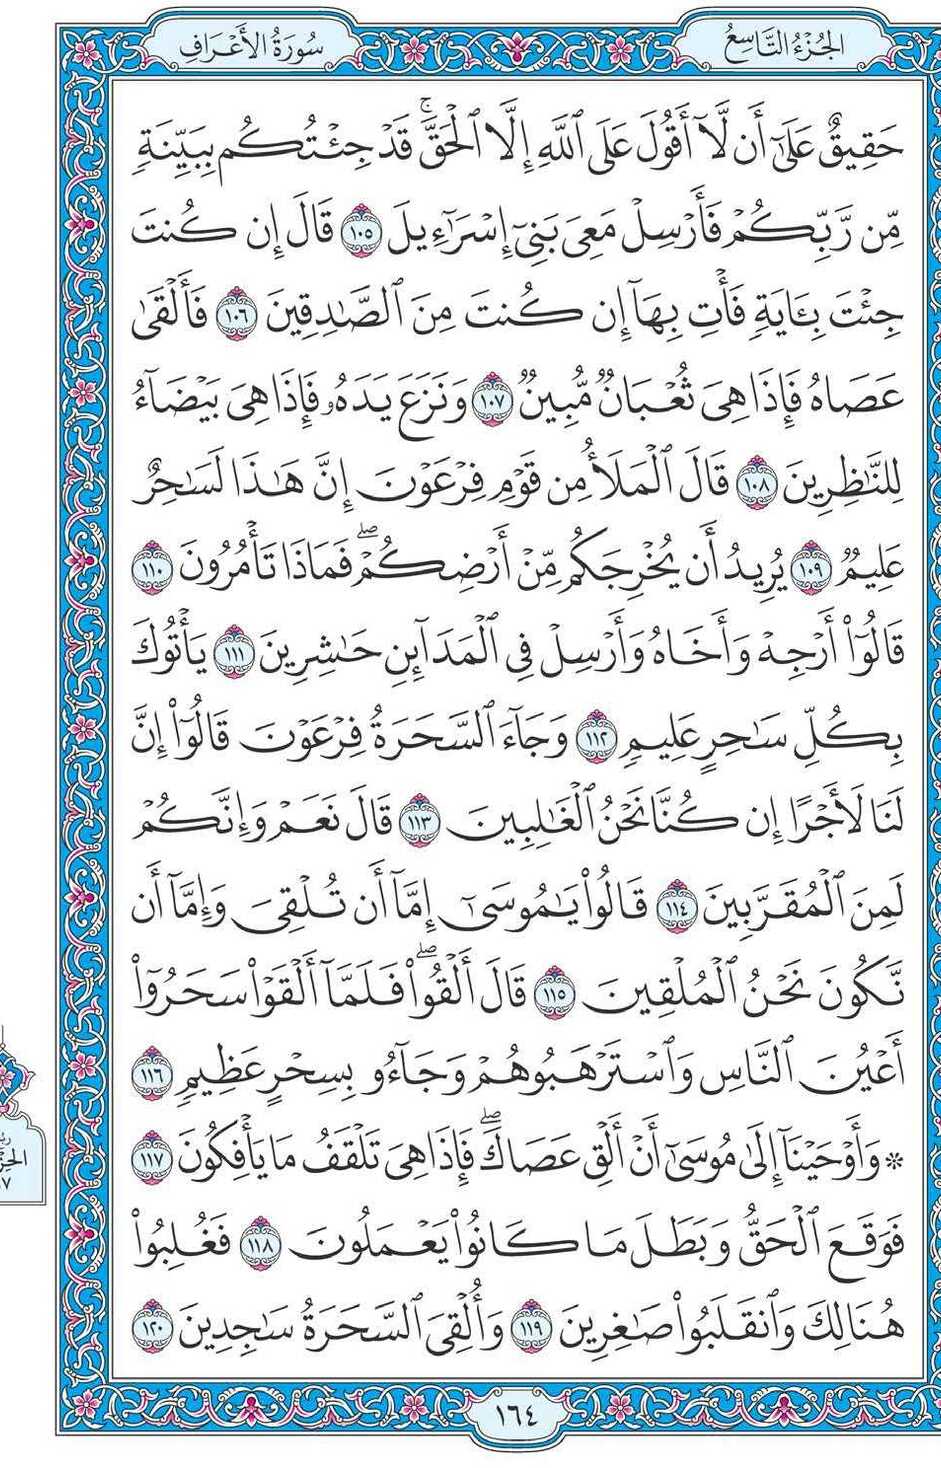 الجُزْءُ التَّاسِعُ
سُورَةُ الأَعْرَافِ
حَقِيقٌ عَلَىٰٓ أَن لَّآ أَقُولَ عَلَى ٱللَّهِ إِلَّا ٱلْحَقَّۚ قَدْ جِئْتُكُم بِبَيِّنَةٖ
مِّن رَّبِّكُمْ فَأَرْسِلْ مَعِيَ بَنِيٓ إِسْرَٰٓءِيلَ ١٠٥ قَالَ إِن كُنتَ
جِئْتَ بِـَٔايَةٖ فَأْتِ بِهَآ إِن كُنتَ مِنَ ٱلصَّٰدِقِينَ ١٠٦ فَأَلْقَىٰ
عَصَاهُ فَإِذَا هِيَ ثُعْبَانٞ مُّبِينٞ ١٠٧ وَنَزَعَ يَدَهُۥ فَإِذَا هِيَ بَيْضَآءُ
لِلنَّٰظِرِينَ ١٠٨ قَالَ ٱلْمَلَأُ مِن قَوْمِ فِرْعَوْنَ إِنَّ هَٰذَا لَسَٰحِرٌ
عَلِيمٞ ١٠٩ يُرِيدُ أَن يُخْرِجَكُم مِّنْ أَرْضِكُمْۖ فَمَاذَا تَأْمُرُونَ ١١٠
قَالُوٓاْ أَرْجِهْ وَأَخَاهُ وَأَرْسِلْ فِي ٱلْمَدَآئِنِ حَٰشِرِينَ ١١١ يَأْتُوكَ
بِكُلِّ سَٰحِرٍ عَلِيمٖ ١١٢ وَجَآءَ ٱلسَّحَرَةُ فِرْعَوْنَ قَالُوٓاْ إِنَّ
لَنَا لَأَجْرًا إِن كُنَّا نَحْنُ ٱلْغَٰلِبِينَ ١١٣ قَالَ نَعَمْ وَإِنَّكُمْ
لَمِنَ ٱلْمُقَرَّبِينَ ١١٤ قَالُواْ يَٰمُوسَىٰٓ إِمَّآ أَن تُلْقِيَ وَإِمَّآ أَن
نَّكُونَ نَحْنُ ٱلْمُلْقِينَ ١١٥ قَالَ أَلْقُواْۖ فَلَمَّآ أَلْقَوْاْ سَحَرُوٓاْ
أَعْيُنَ ٱلنَّاسِ وَٱسْتَرْهَبُوهُمْ وَجَآءُو بِسِحْرٍ عَظِيمٖ ١١٦
* وَأَوْحَيْنَآ إِلَىٰ مُوسَىٰٓ أَنْ أَلْقِ عَصَاكَۖ فَإِذَا هِيَ تَلْقَفُ مَا يَأْفِكُونَ ١١٧
فَوَقَعَ ٱلْحَقُّ وَبَطَلَ مَا كَانُواْ يَعْمَلُونَ ١١٨ فَغُلِبُواْ
هُنَالِكَ وَٱنقَلَبُواْ صَٰغِرِينَ ١١٩ وَأُلْقِيَ ٱلسَّحَرَةُ سَٰجِدِينَ ١٢٠
١٦٤